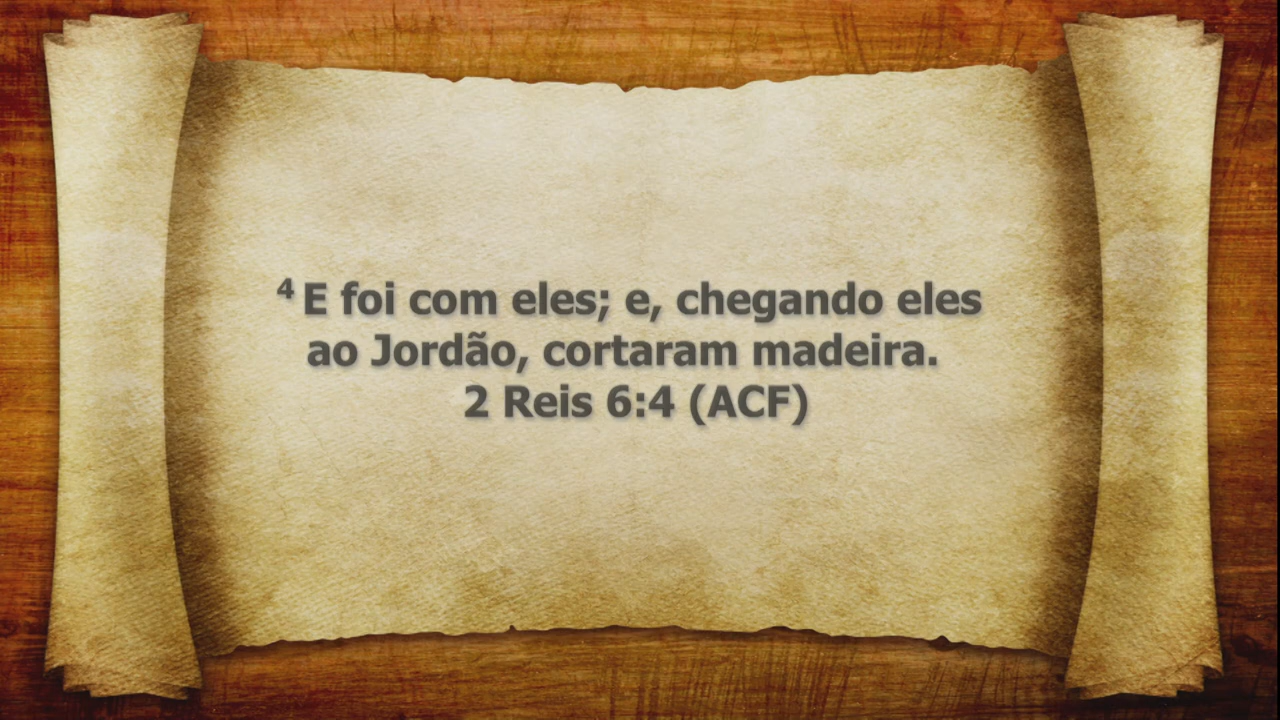 ⁴ E foi com eles; e, chegando eles
ao Jordão, cortaram madeira.
2 Reis 6:4 (ACF)